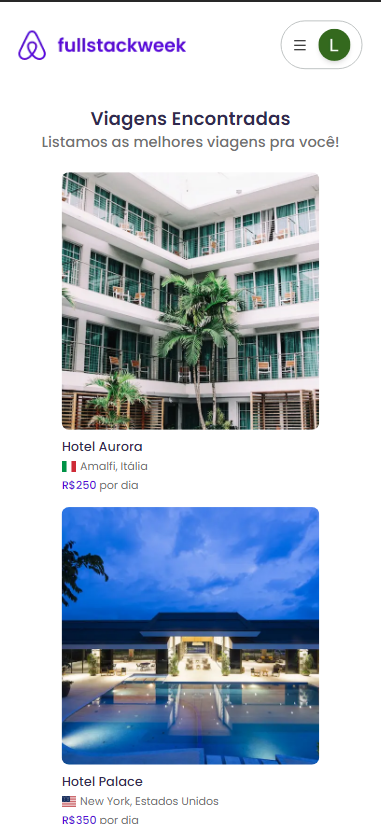 fullstackweek
L
Viagens Encontradas
Listamos as melhores viagens pra você!
Hotel Aurora
Amalfi, Itália
R$250 por dia
Hotel Palace
New York, Estados Unidos
R$350 por dia